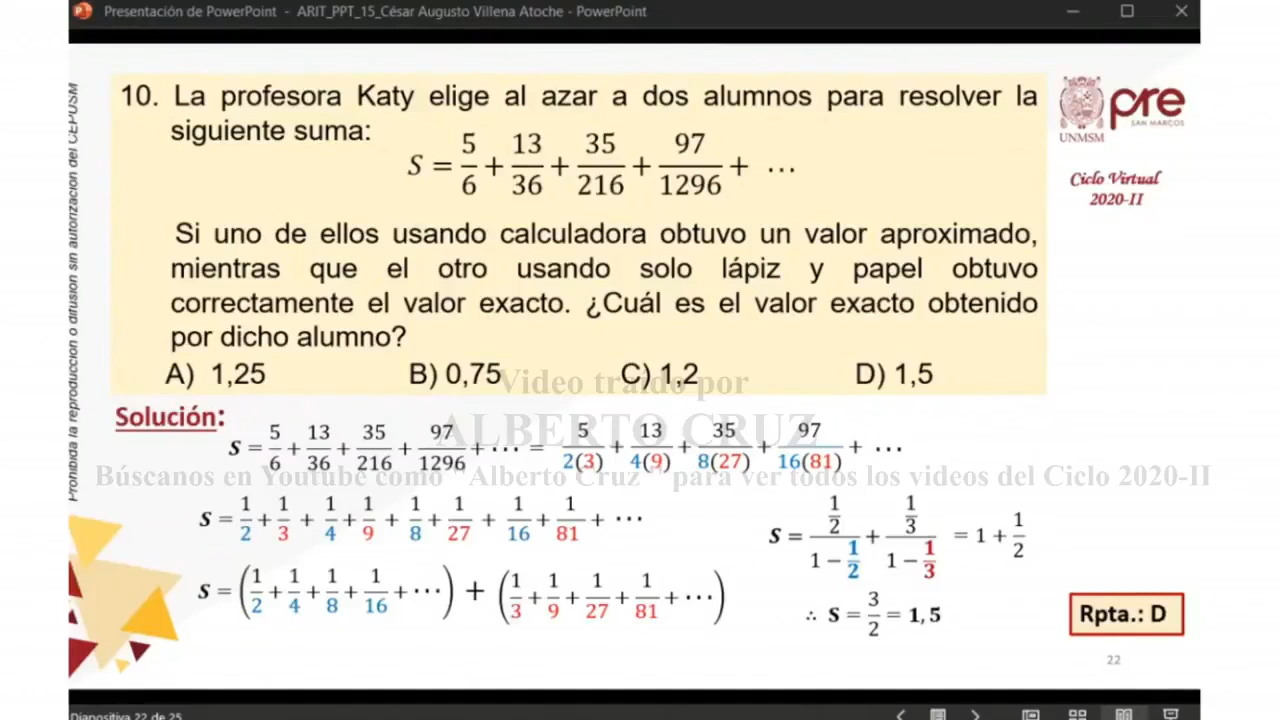 Presentación de PowerPoint - ARIT_PPT_15_César Augusto Villena Atoche - PowerPoint
Prohibida la reproducción o difusión sin autorización del CEPUSM
10. La profesora Katy elige al azar a dos alumnos para resolver la
siguiente suma:
S = 5/6 + 13/36 + 35/216 + 97/1296 + ⋯
Si uno de ellos usando calculadora obtuvo un valor aproximado,
mientras que el otro usando solo lápiz y papel obtuvo
correctamente el valor exacto. ¿Cuál es el valor exacto obtenido
por dicho alumno?
A) 1,25 B) 0,75 C) 1,2 D) 1,5
UNMSM
pre
SAN MARCOS
Ciclo Virtual
2020-II
Video traído por
ALBERTO CRUZ
Búscanos en Youtube como "Alberto Cruz" para ver todos los videos del Ciclo 2020-II
Solución:
S = 5/6 + 13/36 + 35/216 + 97/1296 + ⋯ = 5/2(3) + 13/4(9) + 35/8(27) + 97/16(81) + ⋯
S = 1/2 + 1/3 + 1/4 + 1/9 + 1/8 + 1/27 + 1/16 + 1/81 + ⋯
S = (1/2 + 1/4 + 1/8 + 1/16 + ⋯) + (1/3 + 1/9 + 1/27 + 1/81 + ⋯)
S = (1/2)/(1 − 1/2) + (1/3)/(1 − 1/3) = 1 + 1/2
∴ S = 3/2 = 1,5
Rpta.: D
22
Diapositiva 22 de 25